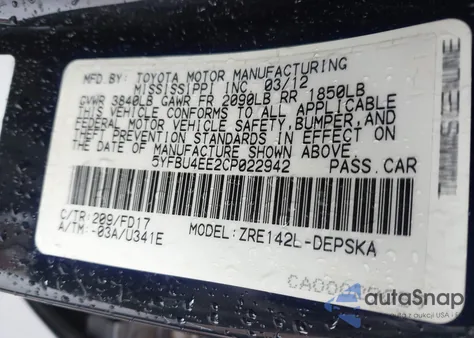 MFD. BY: TOYOTA MOTOR MANUFACTURING
MISSISSIPPI INC. 03/12
GVWR 3840LB GAWR FR 2090LB RR 1850LB
THIS VEHICLE CONFORMS TO ALL APPLICABLE
FEDERAL MOTOR VEHICLE SAFETY, BUMPER, AND
THEFT PREVENTION STANDARDS IN EFFECT ON
THE DATE OF MANUFACTURE SHOWN ABOVE.
5YFBU4EE2CP022942 PASS. CAR
C/TR: 209/FD17
A/TM: -03A/U341E
MODEL: ZRE142L-DEPSKA
autoSnap